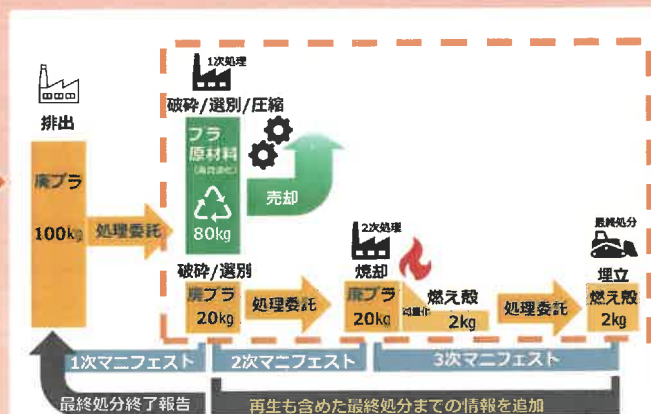 1次処理
破砕/選別/圧縮
排出
プラ
原材料
売却
80kg
廃プラ
100kg
処理委託
2次処理
最終処分
破砕/選別
焼却
埋立
廃プラ
20kg
処理委託
廃プラ
20kg
減量化
燃え殻
2kg
処理委託
燃え殻
2kg
1次マニフェスト
2次マニフェスト
3次マニフェスト
最終処分終了報告
再生も含めた最終処分までの情報を追加